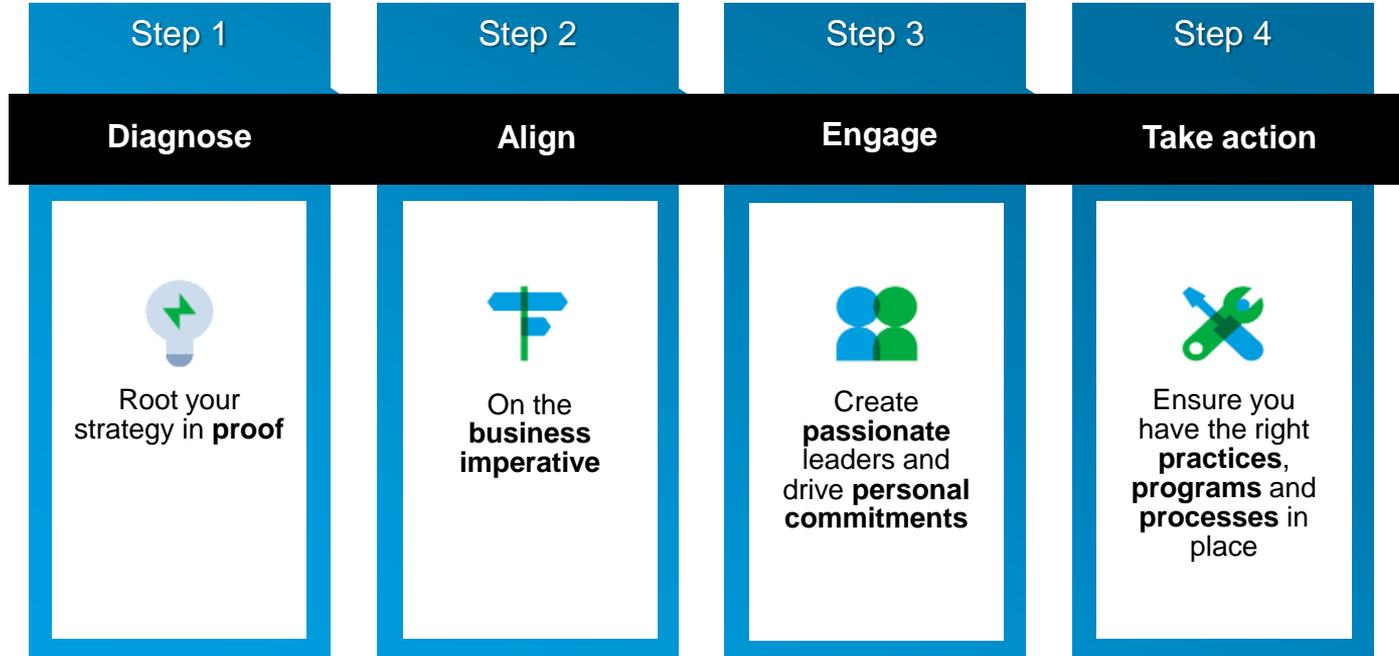 Step 1
Step 2
Step 3
Step 4
Diagnose
Align
Engage
Take action
Root your
strategy in proof
On the
business
imperative
Create
passionate
leaders and
drive personal
commitments
Ensure you
have the right
practices,
programs and
processes in
place